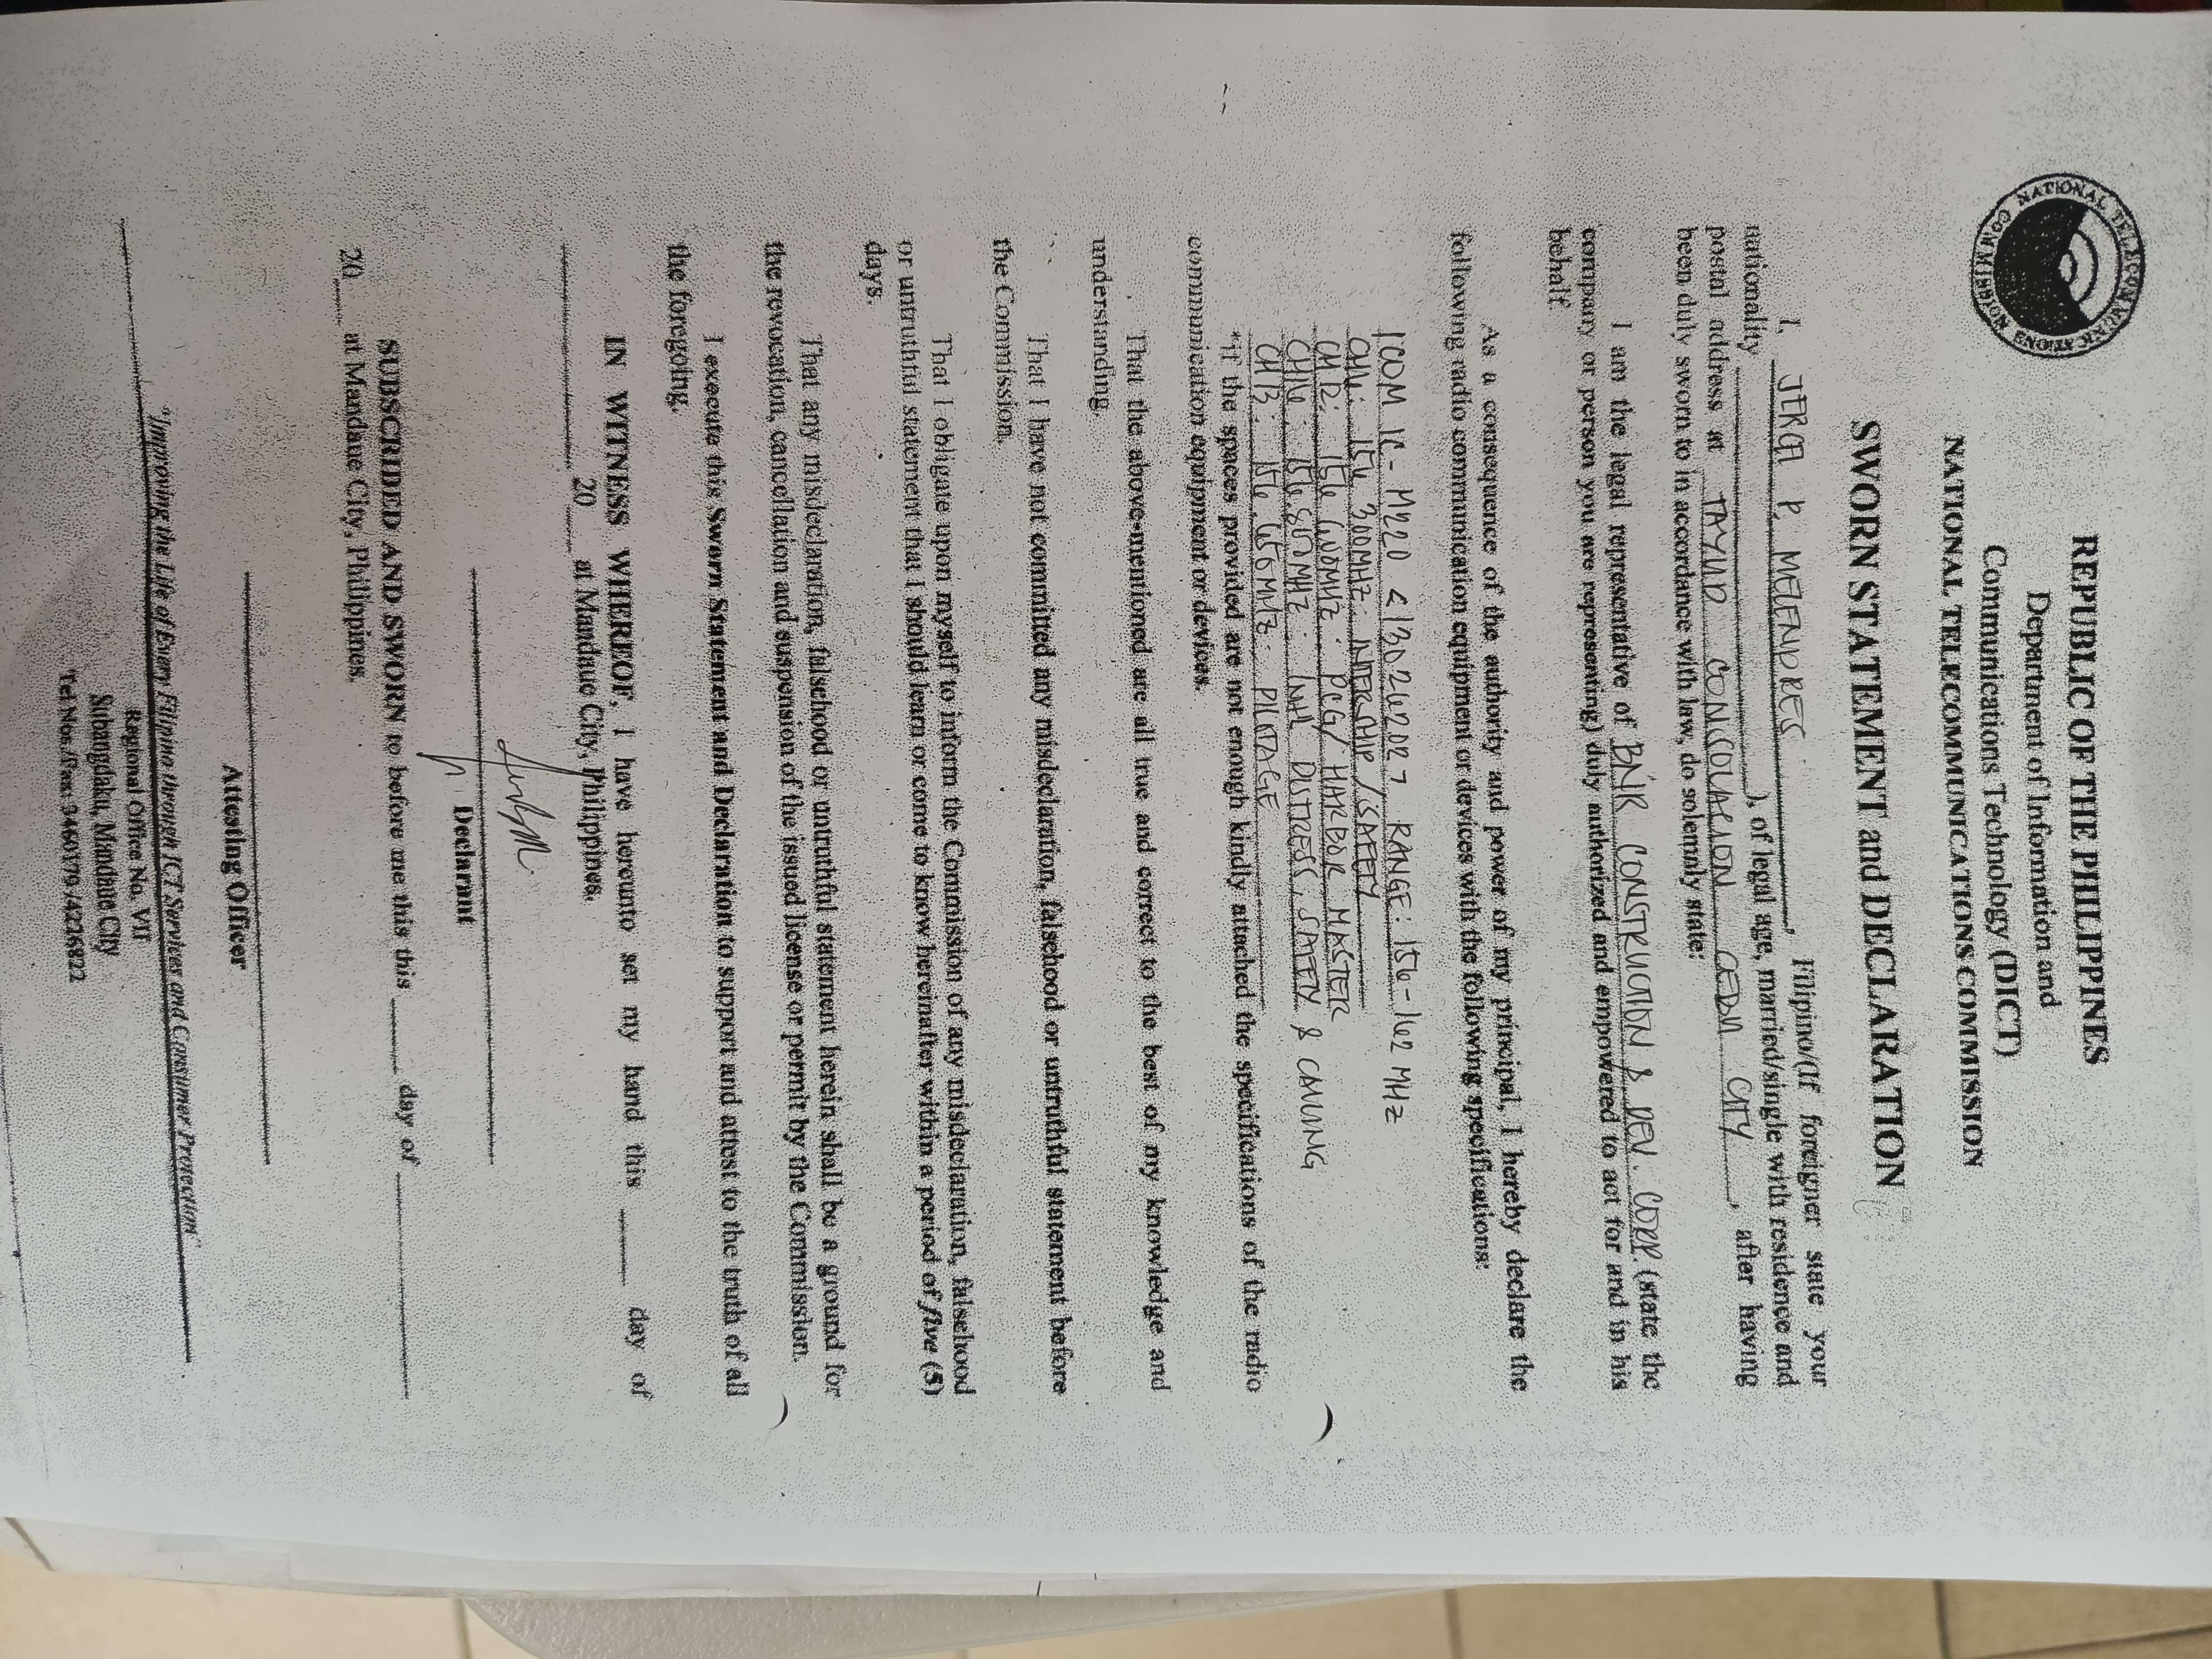 REPUBLIC OF THE PHILIPPINES
Department of Information and
Communications Technology (DICT)
NATIONAL TELECOMMUNICATIONS COMMISSION
SWORN STATEMENT and DECLARATION
I, P. MELENDRES, Filipino/(If foreigner state your
nationality ), of legal age, married/single with residence and
postal address at TAYUD CONSOLACION CEBU CITY, after having
been duly sworn to in accordance with law, do solemnly state:
I am the legal representative of BNR CONSTRUCTION & DEV. CORP. (state the
company or person you are representing) duly authorized and empowered to act for and in his
behalf.
As a consequence of the authority and power of my principal, I hereby declare the
following radio communication equipment or devices with the following specifications:
ICOM IC-M220 <130262027 RANGE: 156-162 MHZ
CH6: 156.300MHZ: INTERSHIP/SAFETY
CH12: 156.600MHZ: PCG/HARBOR MASTER
CH16: 156.800MHZ: INT'L DISTRESS, SAFETY & CALLING
CH13: 156.650MHZ: PILOTAGE
*if the spaces provided are not enough kindly attached the specifications of the radio
communication equipment or devices.
That the above-mentioned are all true and correct to the best of my knowledge and
understanding.
That I have not committed any misdeclaration, falsehood or untruthful statement before
the Commission.
That I obligate upon myself to inform the Commission of any misdeclaration, falsehood
or untruthful statement that I should learn or come to know hereinafter within a period of five (5)
days.
That any misdeclaration, falsehood or untruthful statement herein shall be a ground for
the revocation, cancellation and suspension of the issued license or permit by the Commission.
I execute this Sworn Statement and Declaration to support and attest to the truth of all
the foregoing.
IN WITNESS WHEREOF, I have hereunto set my hand this ____ day of
________ 20__ at Mandaue City, Philippines.
Declarant
SUBSCRIBED AND SWORN to before me this this ____ day of ________
20__ at Mandaue City, Philippines.
Attesting Officer
"Improving the Life of Every Filipino through ICT Services and Consumer Protection"
Regional Office No. VII
Subangdaku, Mandaue City
Tel Nos./Fax: 3460179/4226822